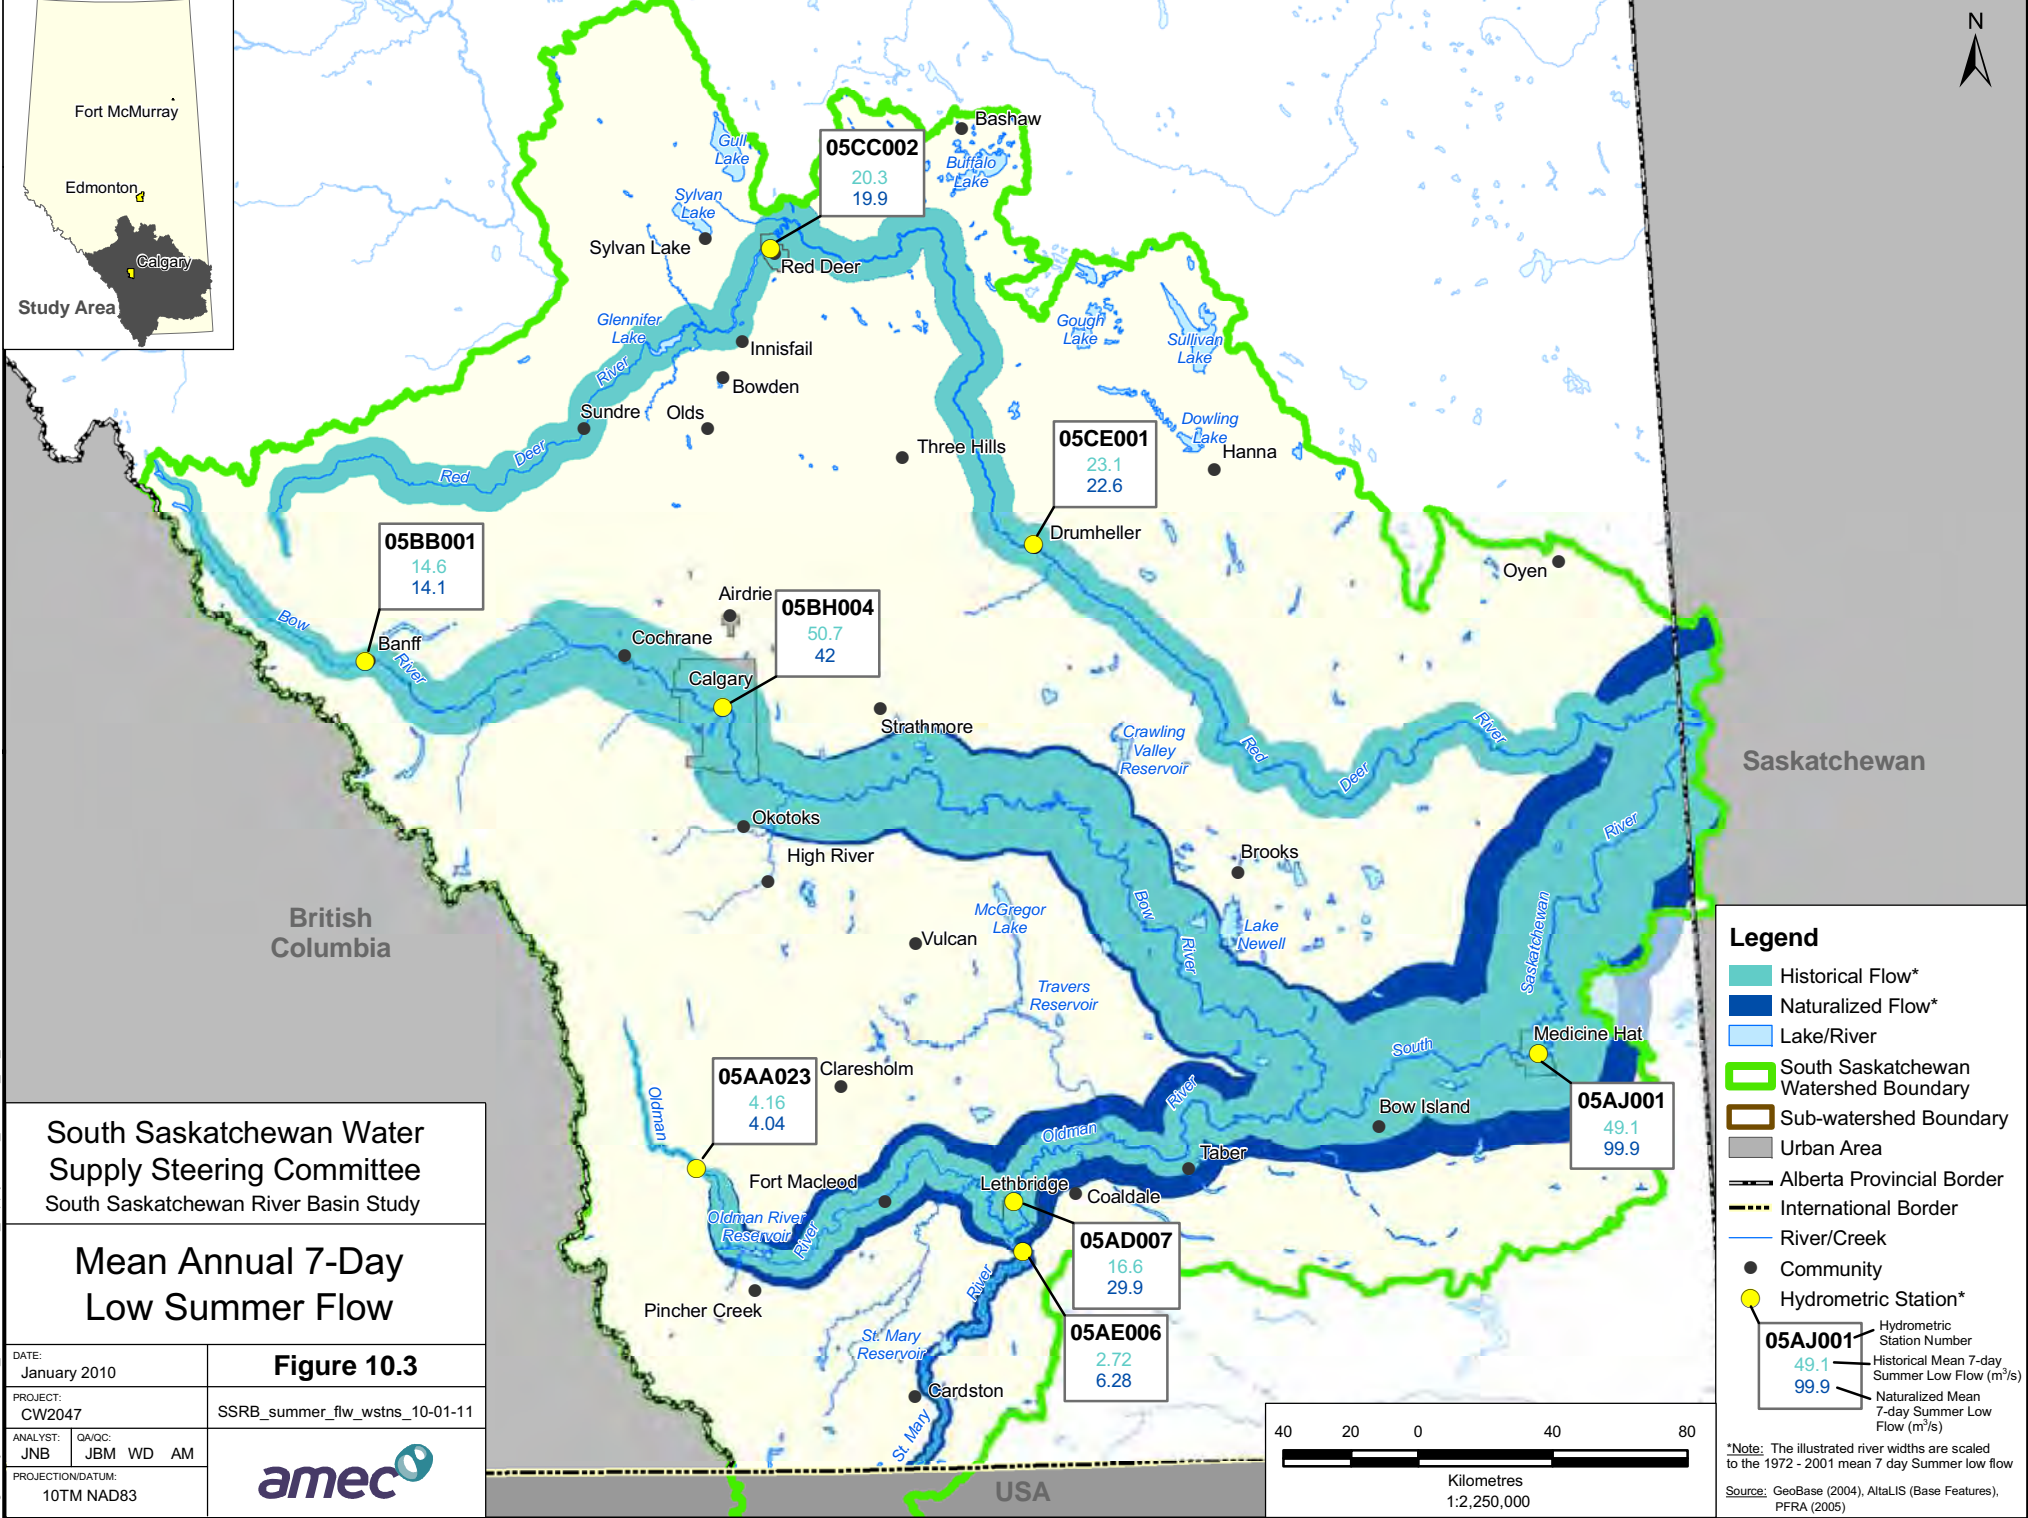 Fort McMurray
Edmonton
Calgary
Study Area
N
Bashaw
Gull
Lake
05CC002
20.3
19.9
Buffalo
Lake
Sylvan
Lake
Sylvan Lake
Red Deer
Glennifer
Lake
Gough
Lake
Sullivan
Lake
Innisfail
River
Bowden
Sundre
Olds
Dowling
Lake
Three Hills
05CE001
23.1
22.6
Hanna
Deer
Red
05BB001
14.6
14.1
Drumheller
Oyen
Airdrie
05BH004
50.7
42
Bow
Banff
River
Cochrane
Calgary
Strathmore
Crawling
Valley
Reservoir
Red
Deer
River
Saskatchewan
Okotoks
High River
River
Brooks
British
Columbia
McGregor
Lake
Bow
River
Lake
Newell
Saskatchewan
Vulcan
Travers
Reservoir
Medicine Hat
South
05AA023
4.16
4.04
Claresholm
Oldman
River
Bow Island
05AJ001
49.1
99.9
Oldman
Taber
Fort Macleod
Lethbridge
Coaldale
Oldman River
Reservoir
River
05AD007
16.6
29.9
Pincher Creek
River
St. Mary
Reservoir
05AE006
2.72
6.28
Cardston
St. Mary
USA
South Saskatchewan Water
Supply Steering Committee
South Saskatchewan River Basin Study
Mean Annual 7-Day
Low Summer Flow
DATE:
January 2010
Figure 10.3
PROJECT:
CW2047
SSRB_summer_flw_wstns_10-01-11
ANALYST:
JNB
QA/QC:
JBM WD AM
PROJECTION/DATUM:
10TM NAD83
amec
40 20 0 40 80
Kilometres
1:2,250,000
Legend
Historical Flow*
Naturalized Flow*
Lake/River
South Saskatchewan
Watershed Boundary
Sub-watershed Boundary
Urban Area
Alberta Provincial Border
International Border
River/Creek
Community
Hydrometric Station*
05AJ001
49.1
99.9
Hydrometric
Station Number
Historical Mean 7-day
Summer Low Flow (m³/s)
Naturalized Mean
7-day Summer Low
Flow (m³/s)
*Note: The illustrated river widths are scaled
to the 1972 - 2001 mean 7 day Summer low flow
Source: GeoBase (2004), AltaLIS (Base Features),
PFRA (2005)